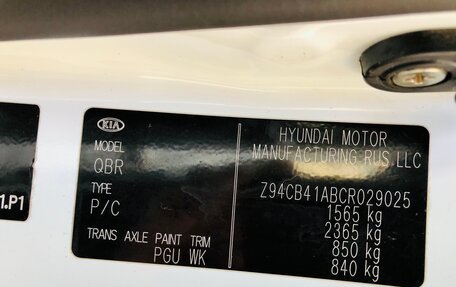 1.P1
KIA
MODEL
QBR
TYPE
P/C
TRANS AXLE PAINT TRIM
PGU WK
HYUNDAI MOTOR
MANUFACTURING RUS,LLC
Z94CB41ABCR029025
1565 kg
2365 kg
850 kg
840 kg